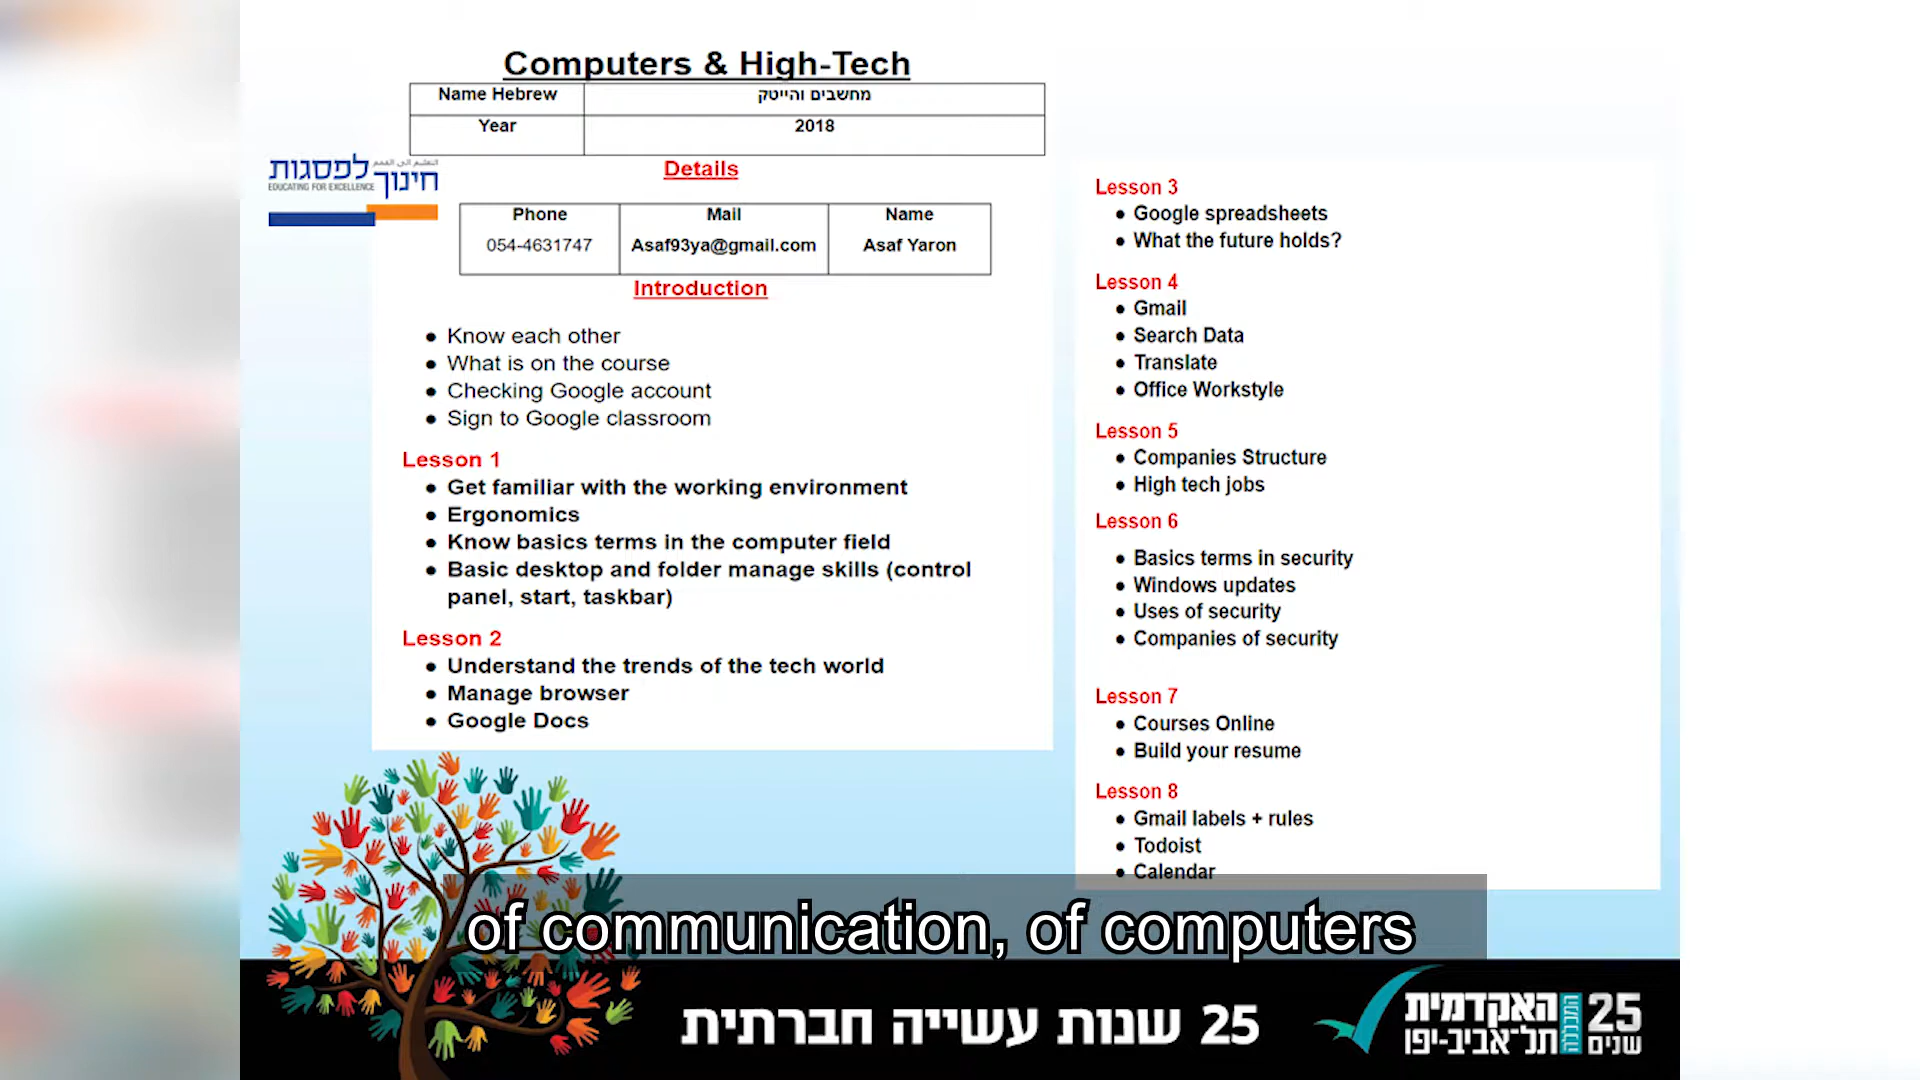 Computers & High-Tech
Name Hebrew
מחשבים והייטק
Year
2018
Details
התعليم الى القمم
חינוך לפסגות
EDUCATING FOR EXCELLENCE
Phone
Mail
Name
054-4631747
Asaf93ya@gmail.com
Asaf Yaron
Introduction
● Know each other
● What is on the course
● Checking Google account
● Sign to Google classroom
Lesson 1
● Get familiar with the working environment
● Ergonomics
● Know basics terms in the computer field
● Basic desktop and folder manage skills (control
panel, start, taskbar)
Lesson 2
● Understand the trends of the tech world
● Manage browser
● Google Docs
Lesson 3
● Google spreadsheets
● What the future holds?
Lesson 4
● Gmail
● Search Data
● Translate
● Office Workstyle
Lesson 5
● Companies Structure
● High tech jobs
Lesson 6
● Basics terms in security
● Windows updates
● Uses of security
● Companies of security
Lesson 7
● Courses Online
● Build your resume
Lesson 8
● Gmail labels + rules
● Todoist
● Calendar
of communication, of computers
25 שנות עשייה חברתית
המכללה האקדמית
תל־אביב-יפו
25
שנים